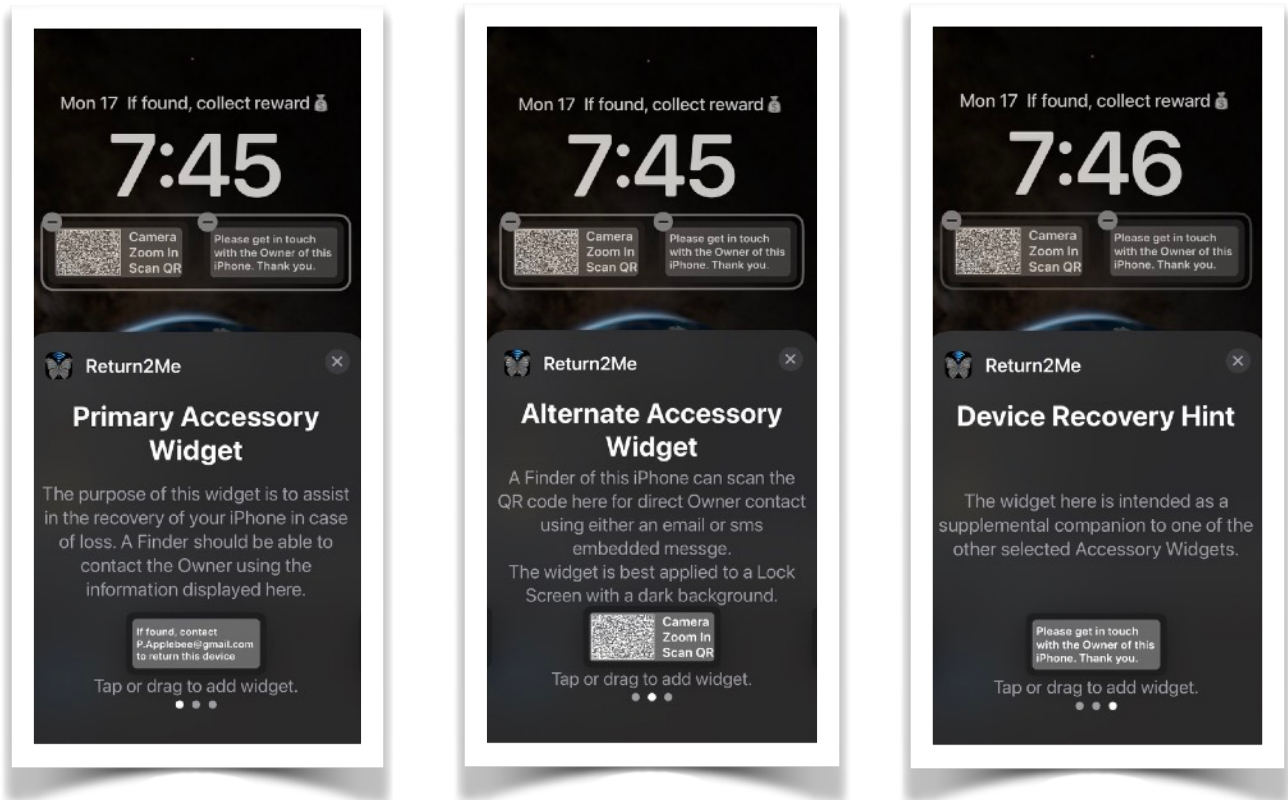 Mon 17 If found, collect reward
7:45
Camera
Zoom In
Scan QR
Please get in touch
with the Owner of this
iPhone. Thank you.
Return2Me
Primary Accessory
Widget
The purpose of this widget is to assist
in the recovery of your iPhone in case
of loss. A Finder should be able to
contact the Owner using the
information displayed here.
If found, contact
P.Applebee@gmail.com
to return this device
Tap or drag to add widget.
Mon 17 If found, collect reward
7:45
Camera
Zoom In
Scan QR
Please get in touch
with the Owner of this
iPhone. Thank you.
Return2Me
Alternate Accessory
Widget
A Finder of this iPhone can scan the
QR code here for direct Owner contact
using either an email or sms
embedded messge.
The widget is best applied to a Lock
Screen with a dark background.
Camera
Zoom In
Scan QR
Tap or drag to add widget.
Mon 17 If found, collect reward
7:46
Camera
Zoom In
Scan QR
Please get in touch
with the Owner of this
iPhone. Thank you.
Return2Me
Device Recovery Hint
The widget here is intended as a
supplemental companion to one of the
other selected Accessory Widgets.
Please get in touch
with the Owner of this
iPhone. Thank you.
Tap or drag to add widget.